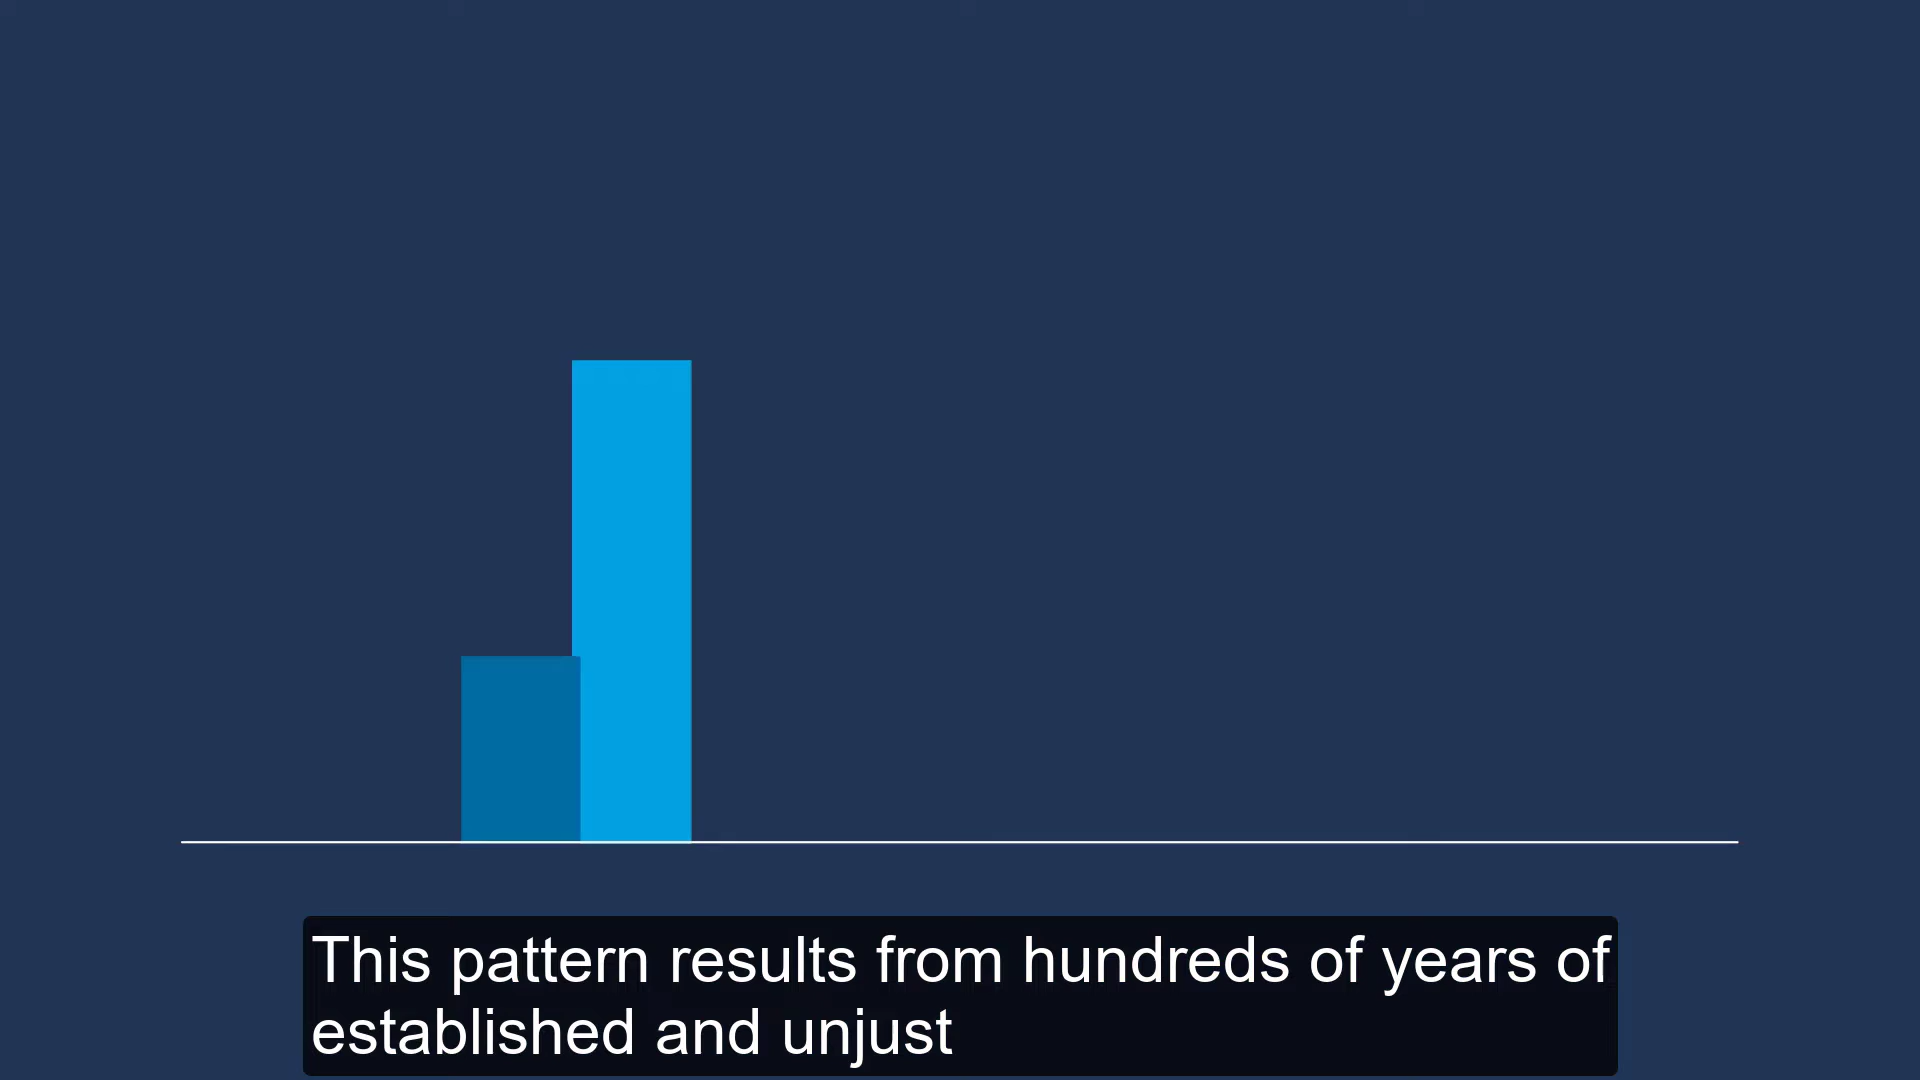 This pattern results from hundreds of years of
established and unjust